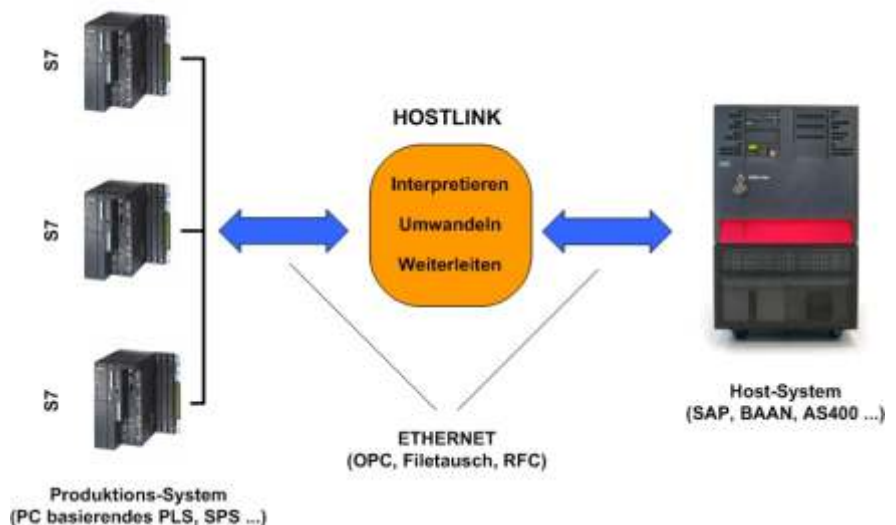 S7
S7
S7
HOSTLINK
Interpretieren
Umwandeln
Weiterleiten
Host-System
(SAP, BAAN, AS400 ...)
ETHERNET
(OPC, Filetausch, RFC)
Produktions-System
(PC basierendes PLS, SPS ...)